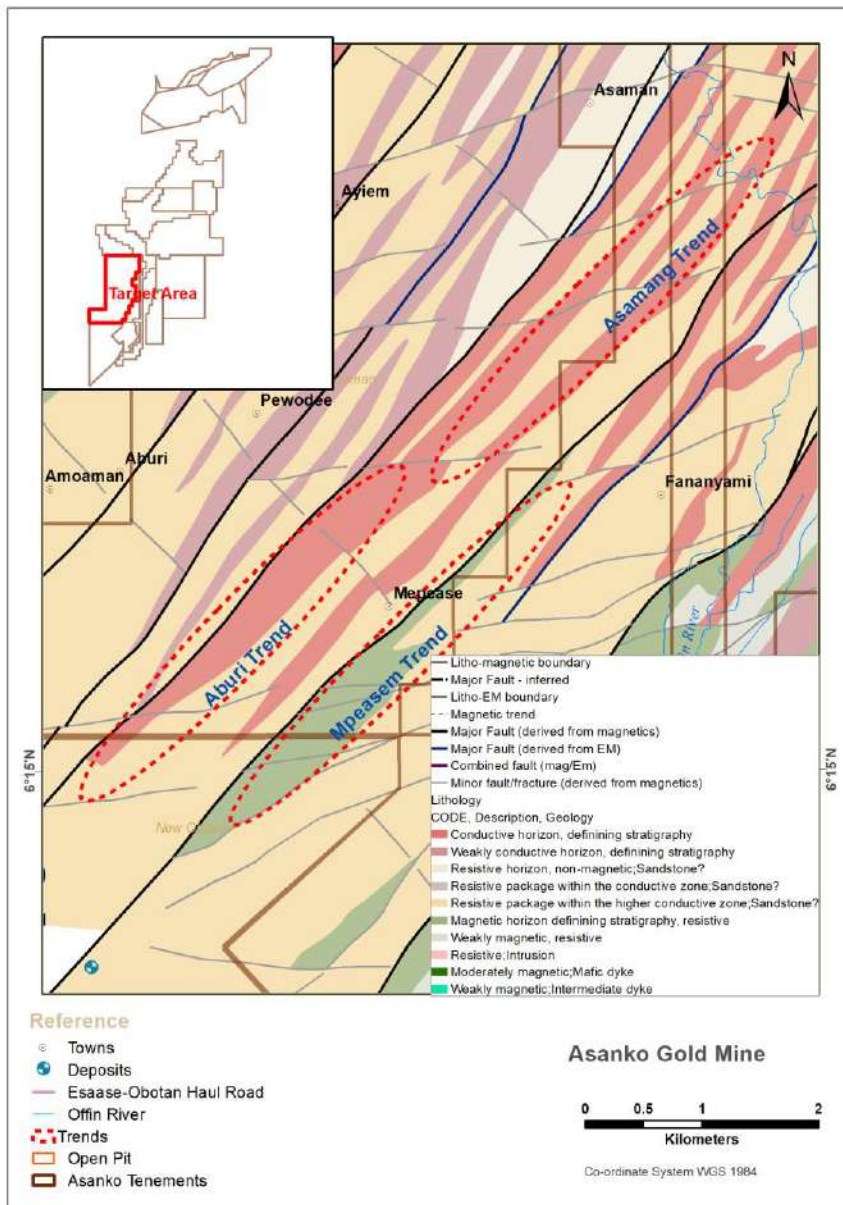 Target Area
N
Asaman
Ayiem
Asamang Trend
Pewodee
Aburi
Amoaman
Fananyami
Mepease
Aburi Trend
Mpeasem Trend
River
6°15'N
6°15'N
Litho-magnetic boundary
Major Fault - inferred
Litho-EM boundary
Magnetic trend
Major Fault (derived from magnetics)
Major Fault (derived from EM)
Combined fault (mag/Em)
Minor fault/fracture (derived from magnetics)
Lithology
CODE, Description, Geology
Conductive horizon, definining stratigraphy
Weakly conductive horizon, definining stratigraphy
Resistive horizon, non-magnetic;Sandstone?
Resistive package within the conductive zone;Sandstone?
Resistive package within the higher conductive zone;Sandstone?
Magnetic horizon definining stratigraphy, resistive
Weakly magnetic, resistive
Resistive;Intrusion
Moderately magnetic;Mafic dyke
Weakly magnetic;Intermediate dyke
New
Reference
Towns
Deposits
Esaase-Obotan Haul Road
Offin River
Trends
Open Pit
Asanko Tenements
Asanko Gold Mine
0 0.5 1 2
Kilometers
Co-ordinate System WGS 1984